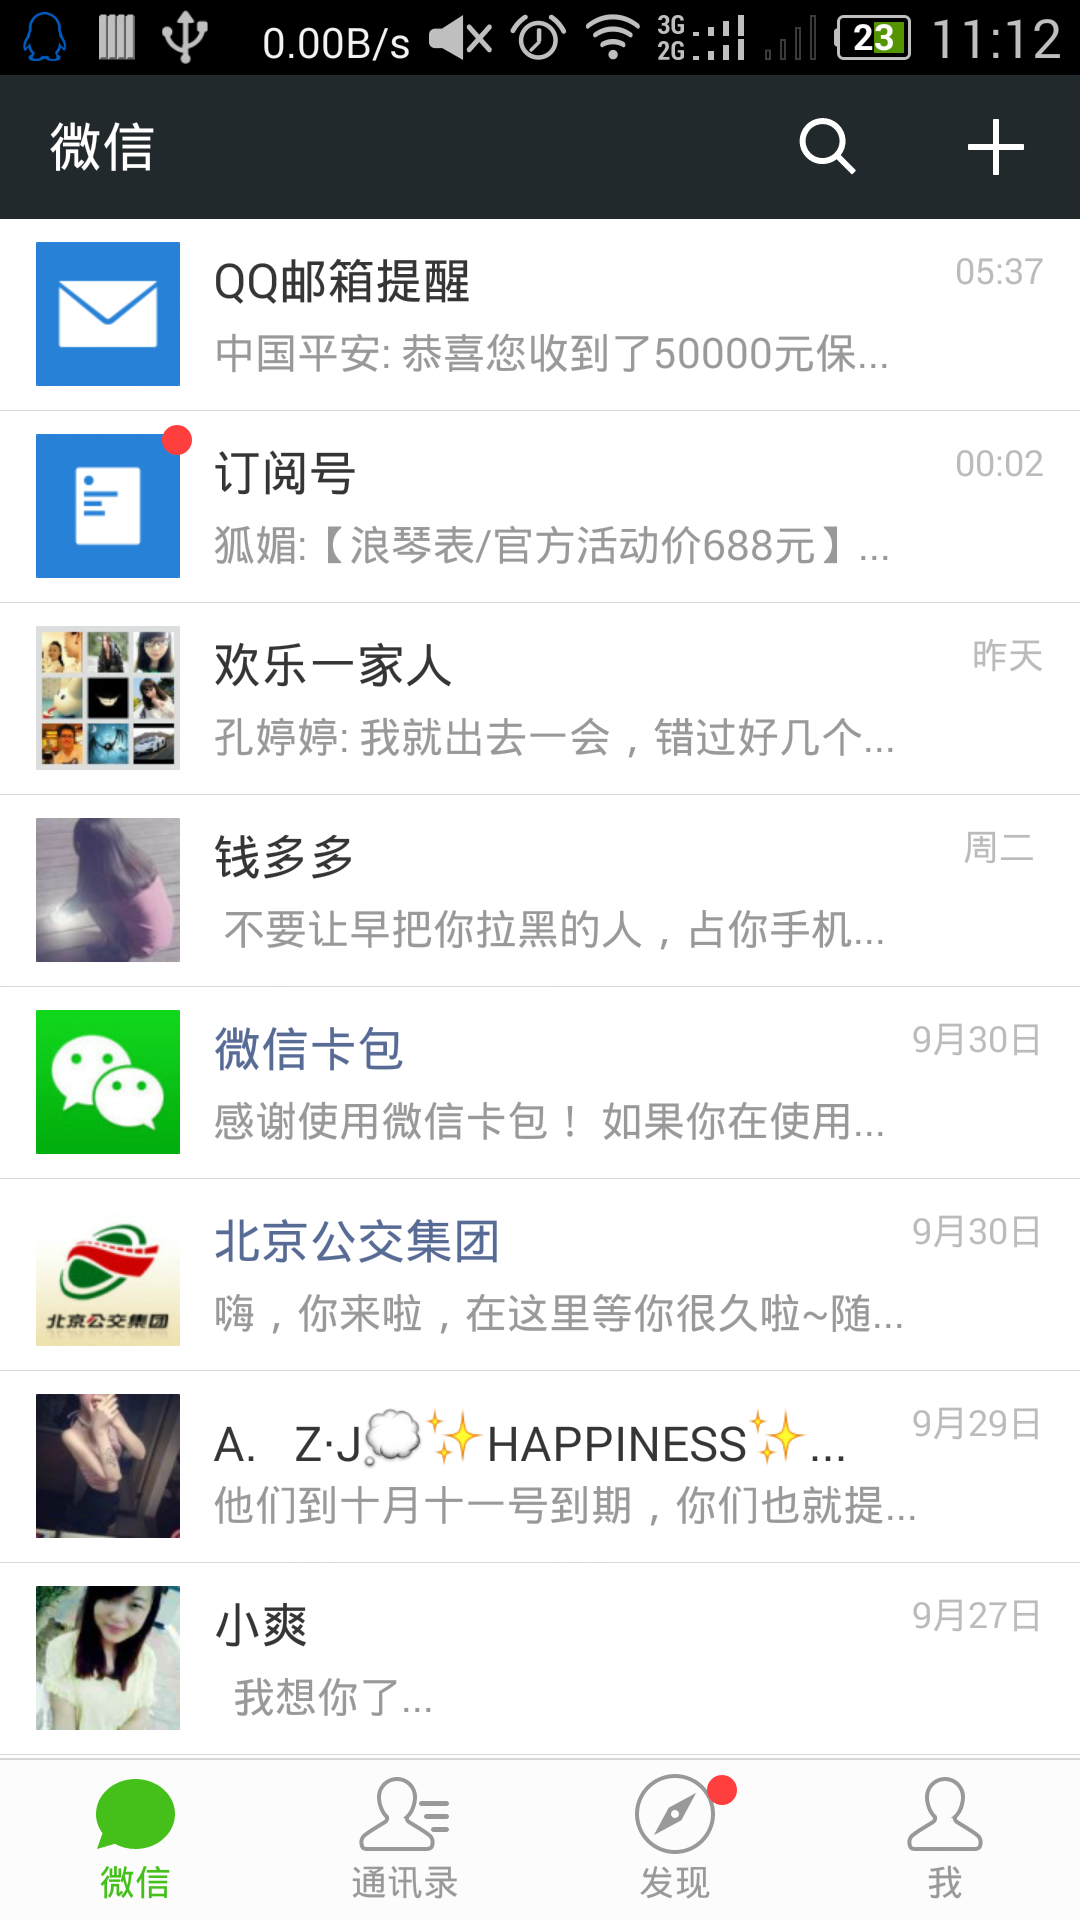 0.00B/s 3G 2G 23 11:12
微信
QQ邮箱提醒 05:37
中国平安: 恭喜您收到了50000元保...
订阅号 00:02
狐媚:【浪琴表/官方活动价688元】...
欢乐一家人 昨天
孔婷婷: 我就出去一会，错过好几个...
钱多多 周二
不要让早把你拉黑的人，占你手机...
微信卡包 9月30日
感谢使用微信卡包！ 如果你在使用...
北京公交集团 9月30日
北京公交集团
嗨，你来啦，在这里等你很久啦~随...
A. Z·J💭✨HAPPINESS✨... 9月29日
他们到十月十一号到期，你们也就提...
小爽 9月27日
我想你了...
微信 通讯录 发现 我